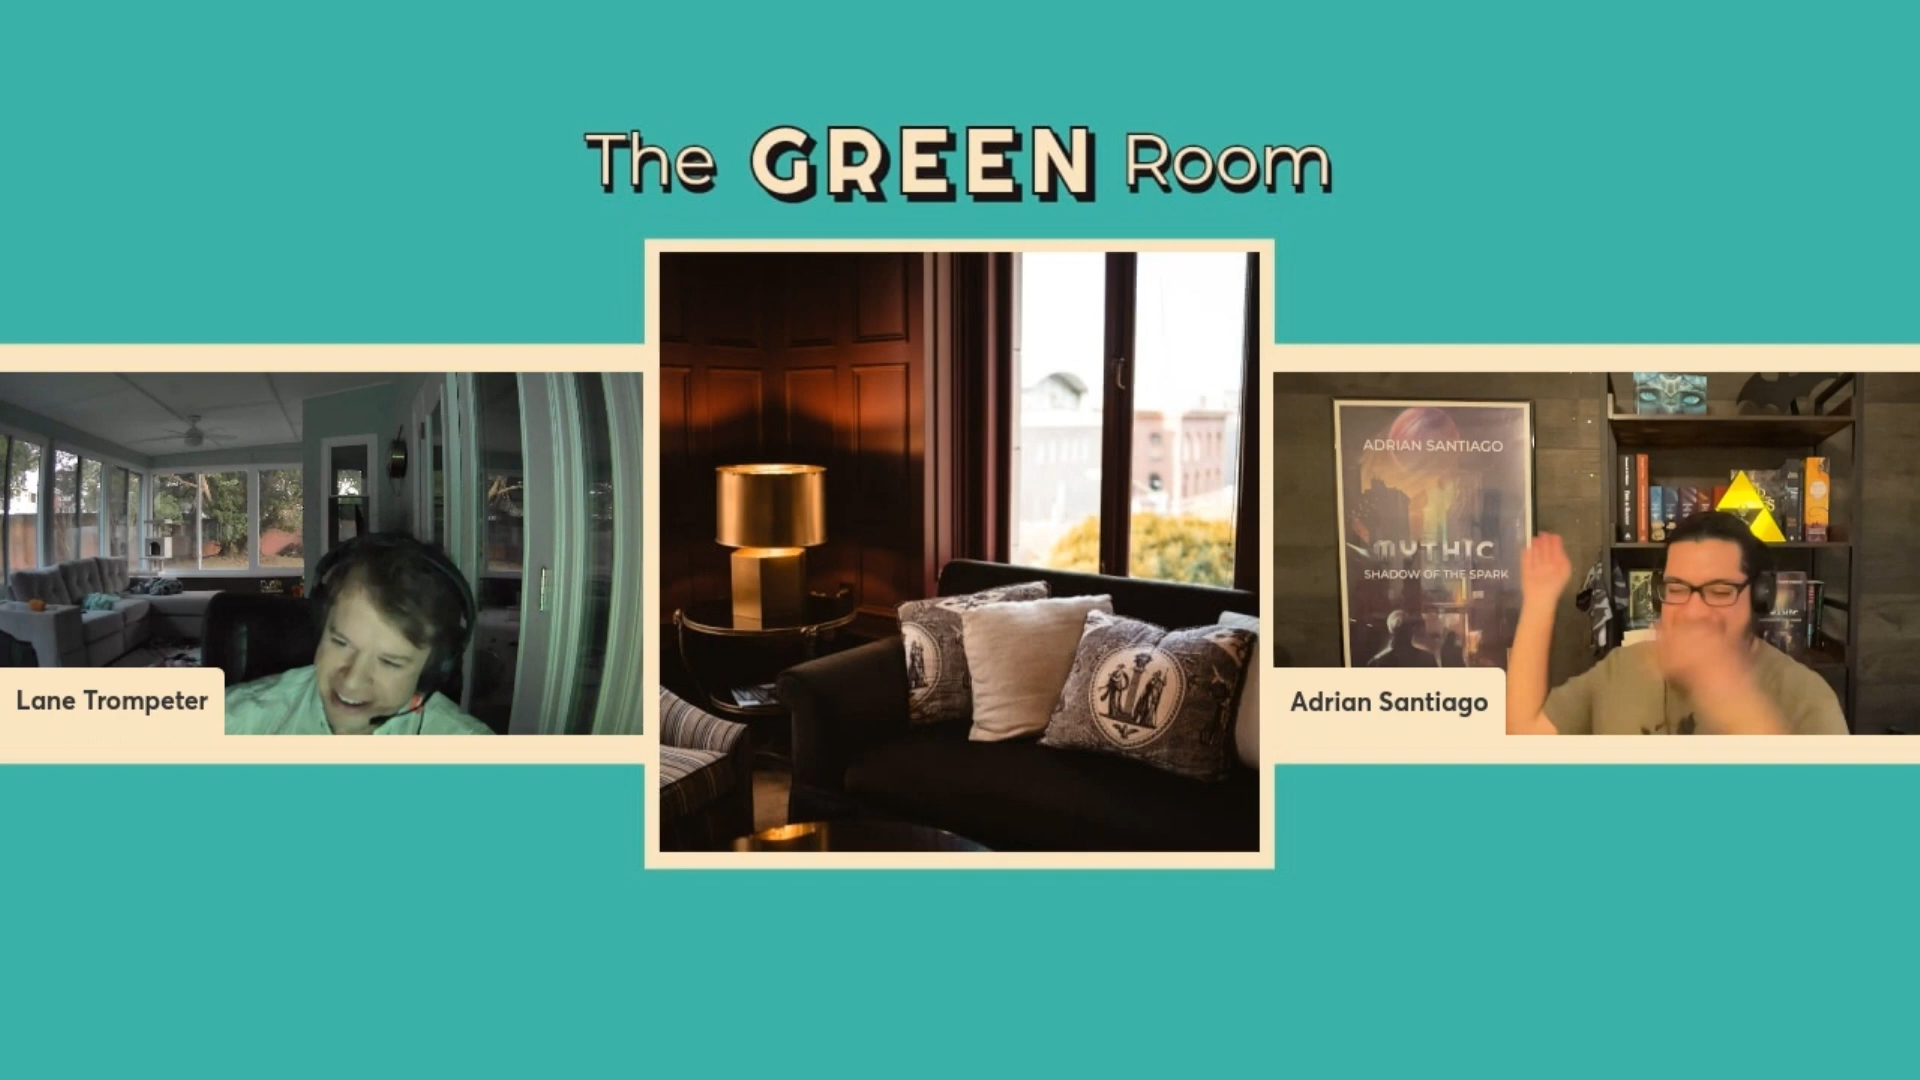 The GREEN Room
ADRIAN SANTIAGO
MYTHIC
SHADOW OF THE SPARK
Lane Trompeter
Adrian Santiago